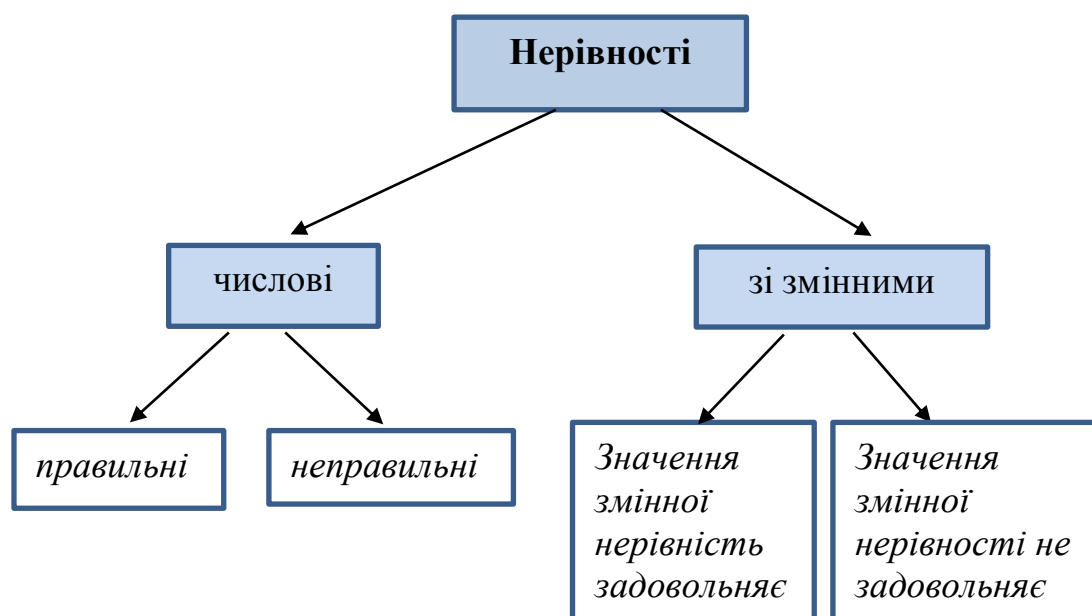 Нерівності
числові
зі змінними
правильні
неправильні
Значення
змінної
нерівність
задовольняє
Значення
змінної
нерівності не
задовольняє